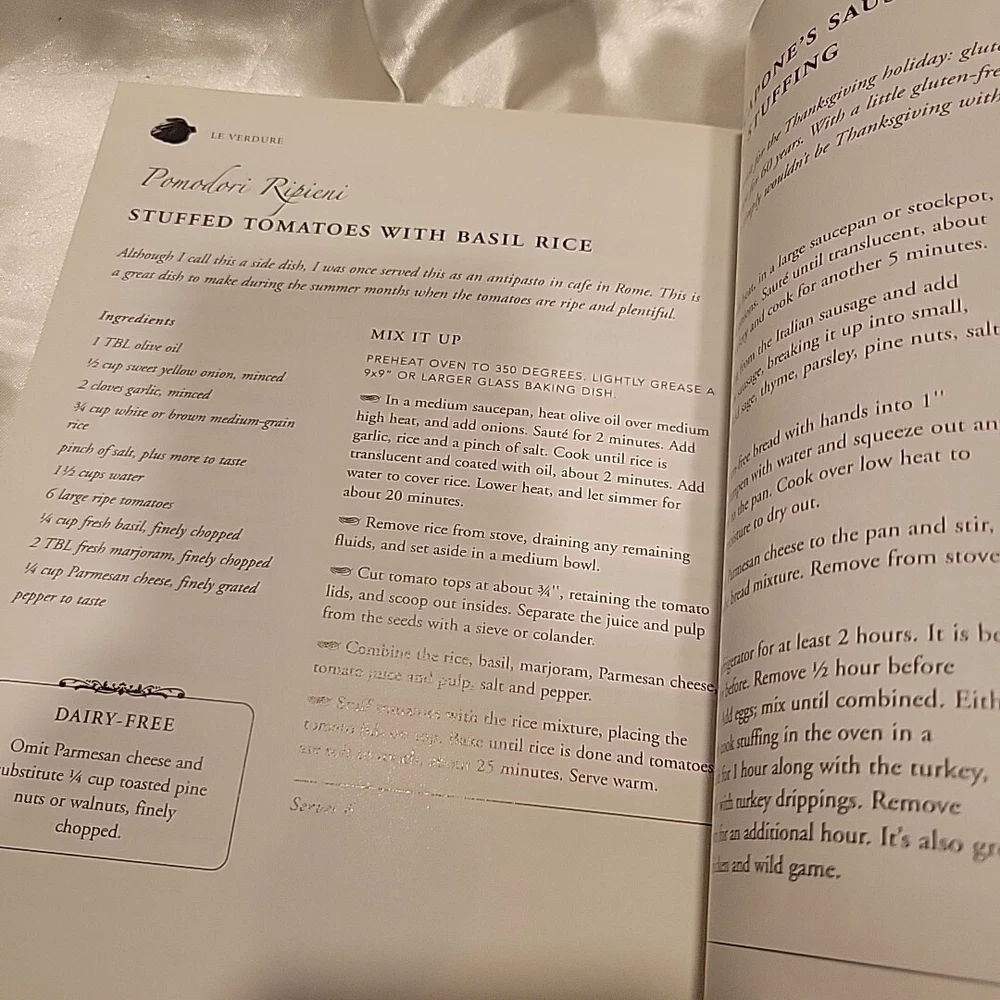 LE VERDURE
Pomodori Ripieni
STUFFED TOMATOES WITH BASIL RICE
Although I call this a side dish, I was once served this as an antipasto in cafe in Rome. This is
a great dish to make during the summer months when the tomatoes are ripe and plentiful.
Ingredients
1 TBL olive oil
½ cup sweet yellow onion, minced
2 cloves garlic, minced
¾ cup white or brown medium-grain
rice
pinch of salt, plus more to taste
1½ cups water
6 large ripe tomatoes
¼ cup fresh basil, finely chopped
2 TBL fresh marjoram, finely chopped
¼ cup Parmesan cheese, finely grated
pepper to taste
DAIRY-FREE
Omit Parmesan cheese and
substitute ¼ cup toasted pine
nuts or walnuts, finely
chopped.
MIX IT UP
PREHEAT OVEN TO 350 DEGREES. LIGHTLY GREASE A
9x9" OR LARGER GLASS BAKING DISH.
In a medium saucepan, heat olive oil over medium
high heat, and add onions. Sauté for 2 minutes. Add
garlic, rice and a pinch of salt. Cook until rice is
translucent and coated with oil, about 2 minutes. Add
water to cover rice. Lower heat, and let simmer for
about 20 minutes.
Remove rice from stove, draining any remaining
fluids, and set aside in a medium bowl.
Cut tomato tops at about ¾", retaining the tomato
lids, and scoop out insides. Separate the juice and pulp
from the seeds with a sieve or colander.
Combine the rice, basil, marjoram, Parmesan cheese,
tomato juice and pulp, salt and pepper.
Stuff tomatoes with the rice mixture, placing the
tomato lids on top. Bake until rice is done and tomatoes
are soft to touch, about 25 minutes. Serve warm.
Serves
STUFFING
for the Thanksgiving holiday:
for 60 years. With a little
wouldn't be Thanksgiving with
in a large saucepan or stockpot,
onions. Sauté until translucent, about
and cook for another 5 minutes.
from the Italian sausage and add
sausage, breaking it up into small,
sage, thyme, parsley, pine nuts, salt
bread with hands into 1"
with water and squeeze out
the pan. Cook over low heat to
to dry out.
Parmesan cheese to the pan and stir,
bread mixture. Remove from stove
for at least 2 hours. It is
before. Remove ½ hour before
eggs; mix until combined.
cook stuffing in the oven in a
for 1 hour along with the turkey,
with turkey drippings. Remove
for an additional hour. It's also
and wild game.